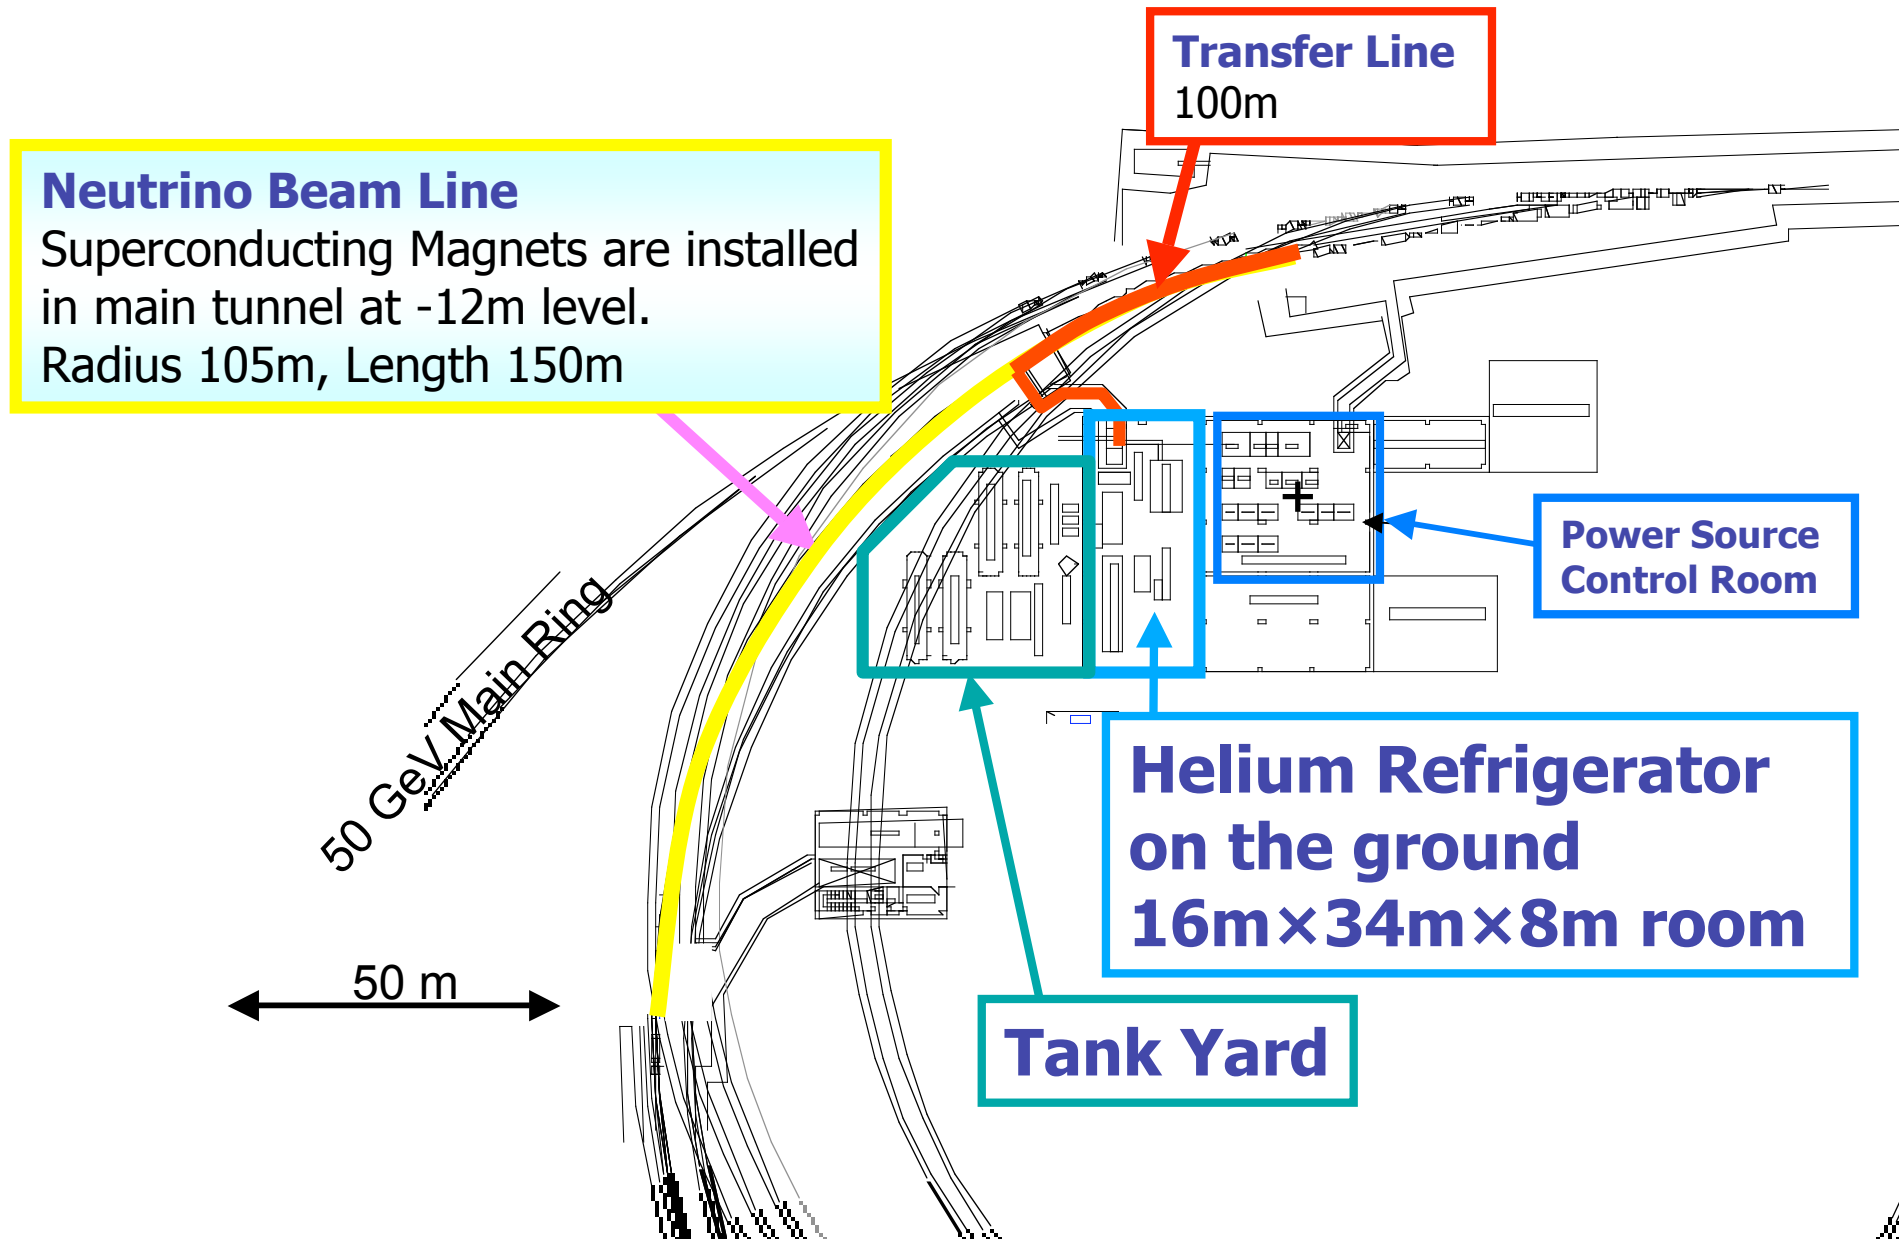 Transfer Line
100m
Neutrino Beam Line
Superconducting Magnets are installed
in main tunnel at -12m level.
Radius 105m, Length 150m
Power Source
Control Room
50 GeV Main Ring
Helium Refrigerator
on the ground
16m×34m×8m room
50 m
Tank Yard